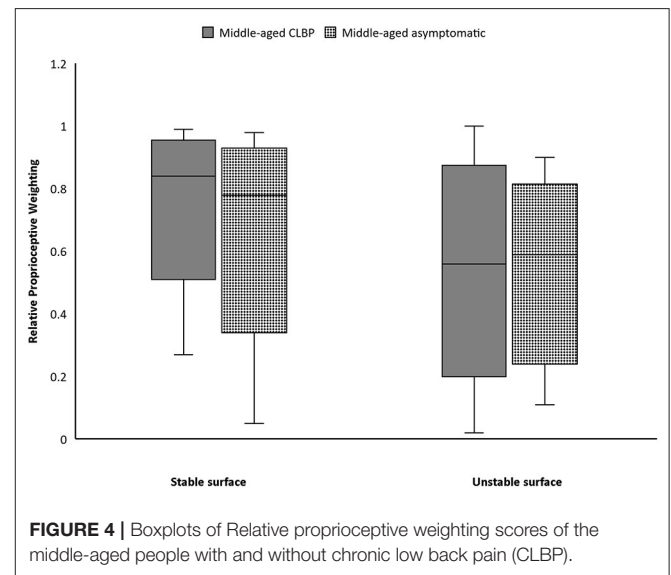 Middle-aged CLBP Middle-aged asymptomatic
1.2
1
0.8
0.6
0.4
0.2
0
Relative Proprioceptive Weighting
Stable surface Unstable surface
FIGURE 4 | Boxplots of Relative proprioceptive weighting scores of the
middle-aged people with and without chronic low back pain (CLBP).